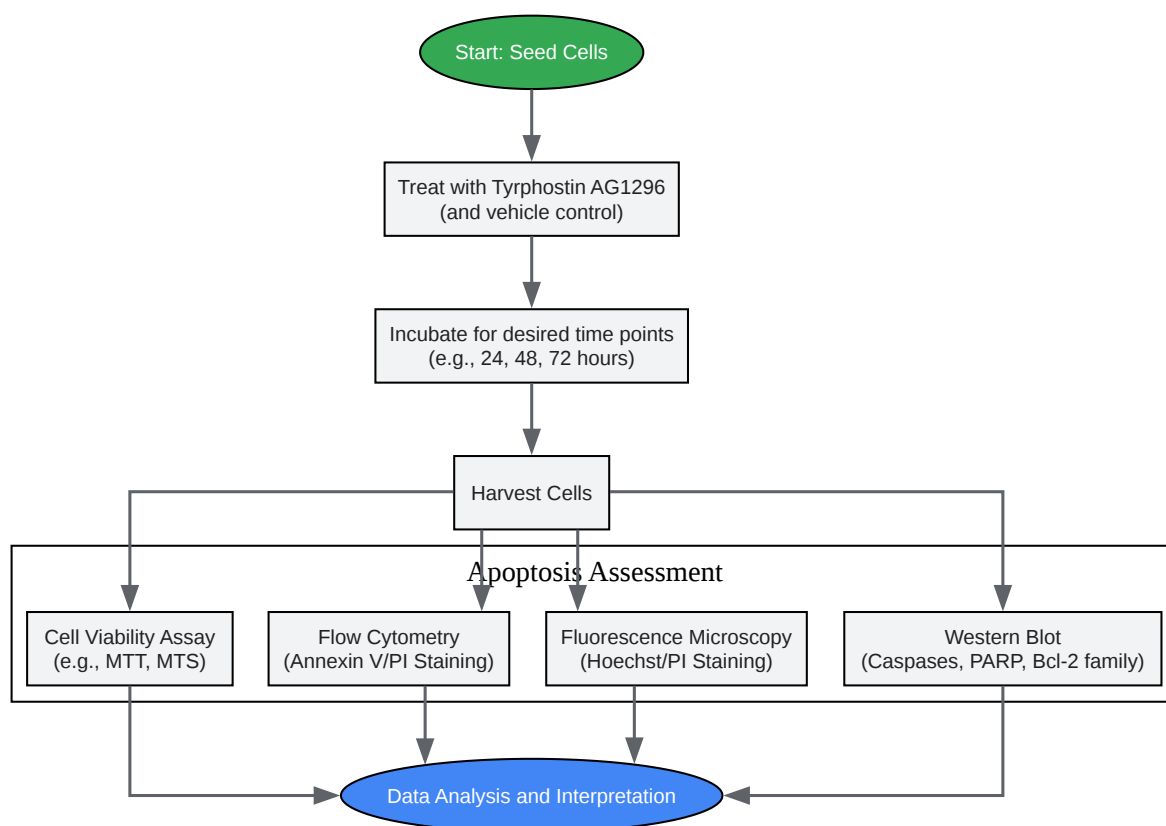 Start: Seed Cells
Treat with Tyrphostin AG1296
(and vehicle control)
Incubate for desired time points
(e.g., 24, 48, 72 hours)
Harvest Cells
Apoptosis Assessment
Cell Viability Assay
(e.g., MTT, MTS)
Flow Cytometry
(Annexin V/PI Staining)
Fluorescence Microscopy
(Hoechst/PI Staining)
Western Blot
(Caspases, PARP, Bcl-2 family)
Data Analysis and Interpretation